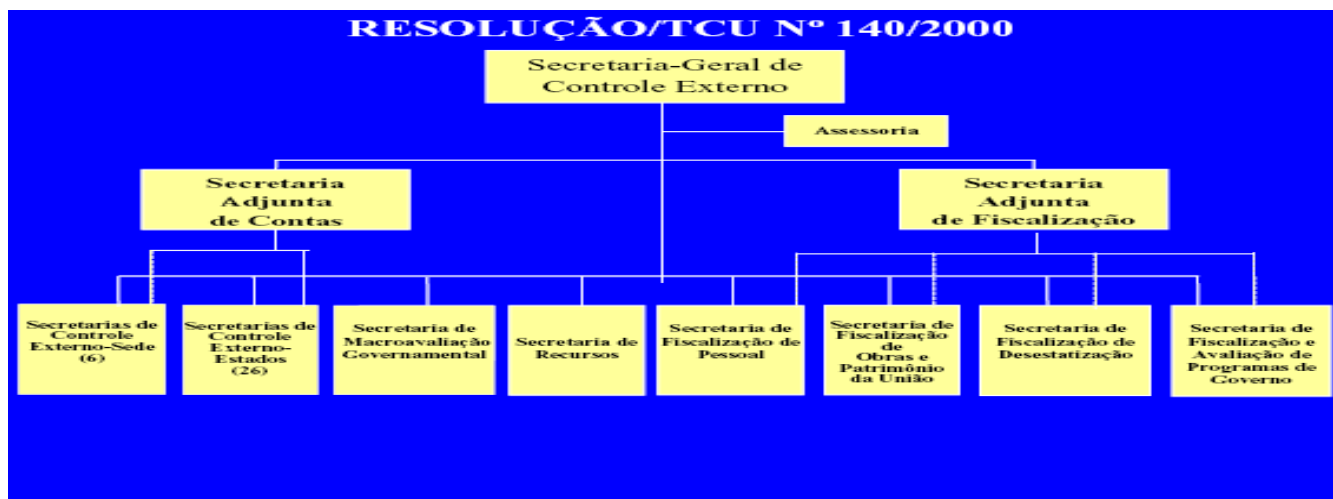 RESOLUÇÃO/TCU Nº 140/2000
Secretaria-Geral de
Controle Externo
Assessoria
Secretaria
Adjunta
de Contas
Secretaria
Adjunta
de Fiscalização
Secretarias de
Controle
Externo-Sede
(6)
Secretarias de
Controle
Externo-
Estados
(26)
Secretaria de
Macroavaliação
Governamental
Secretaria de
Recursos
Secretaria de
Fiscalização de
Pessoal
Secretaria de
Fiscalização
de
Obras e
Patrimônio
da União
Secretaria de
Fiscalização de
Desestatização
Secretaria de
Fiscalização e
Avaliação de
Programas de
Governo